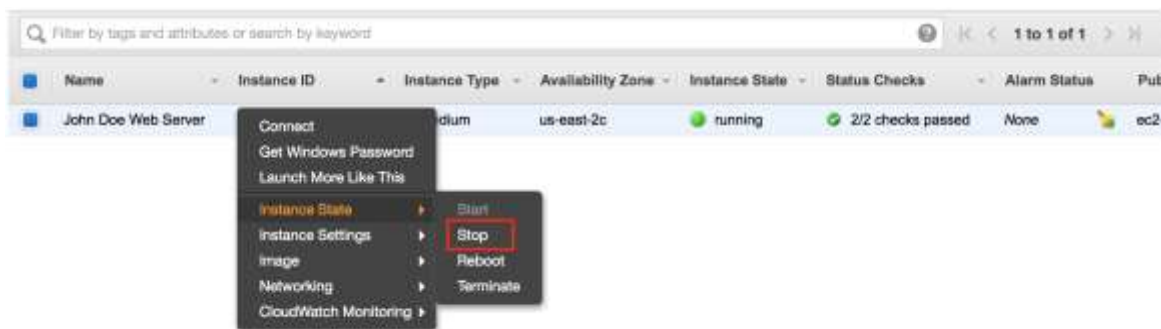 Filter by tags and attributes or search by keyword
1 to 1 of 1
Name Instance ID Instance Type Availability Zone Instance State Status Checks Alarm Status Pub
John Doe Web Server dium us-east-2c running 2/2 checks passed None ec2
Connect
Get Windows Password
Launch More Like This
Instance State
Instance Settings
Image
Networking
CloudWatch Monitoring
Start
Stop
Reboot
Terminate